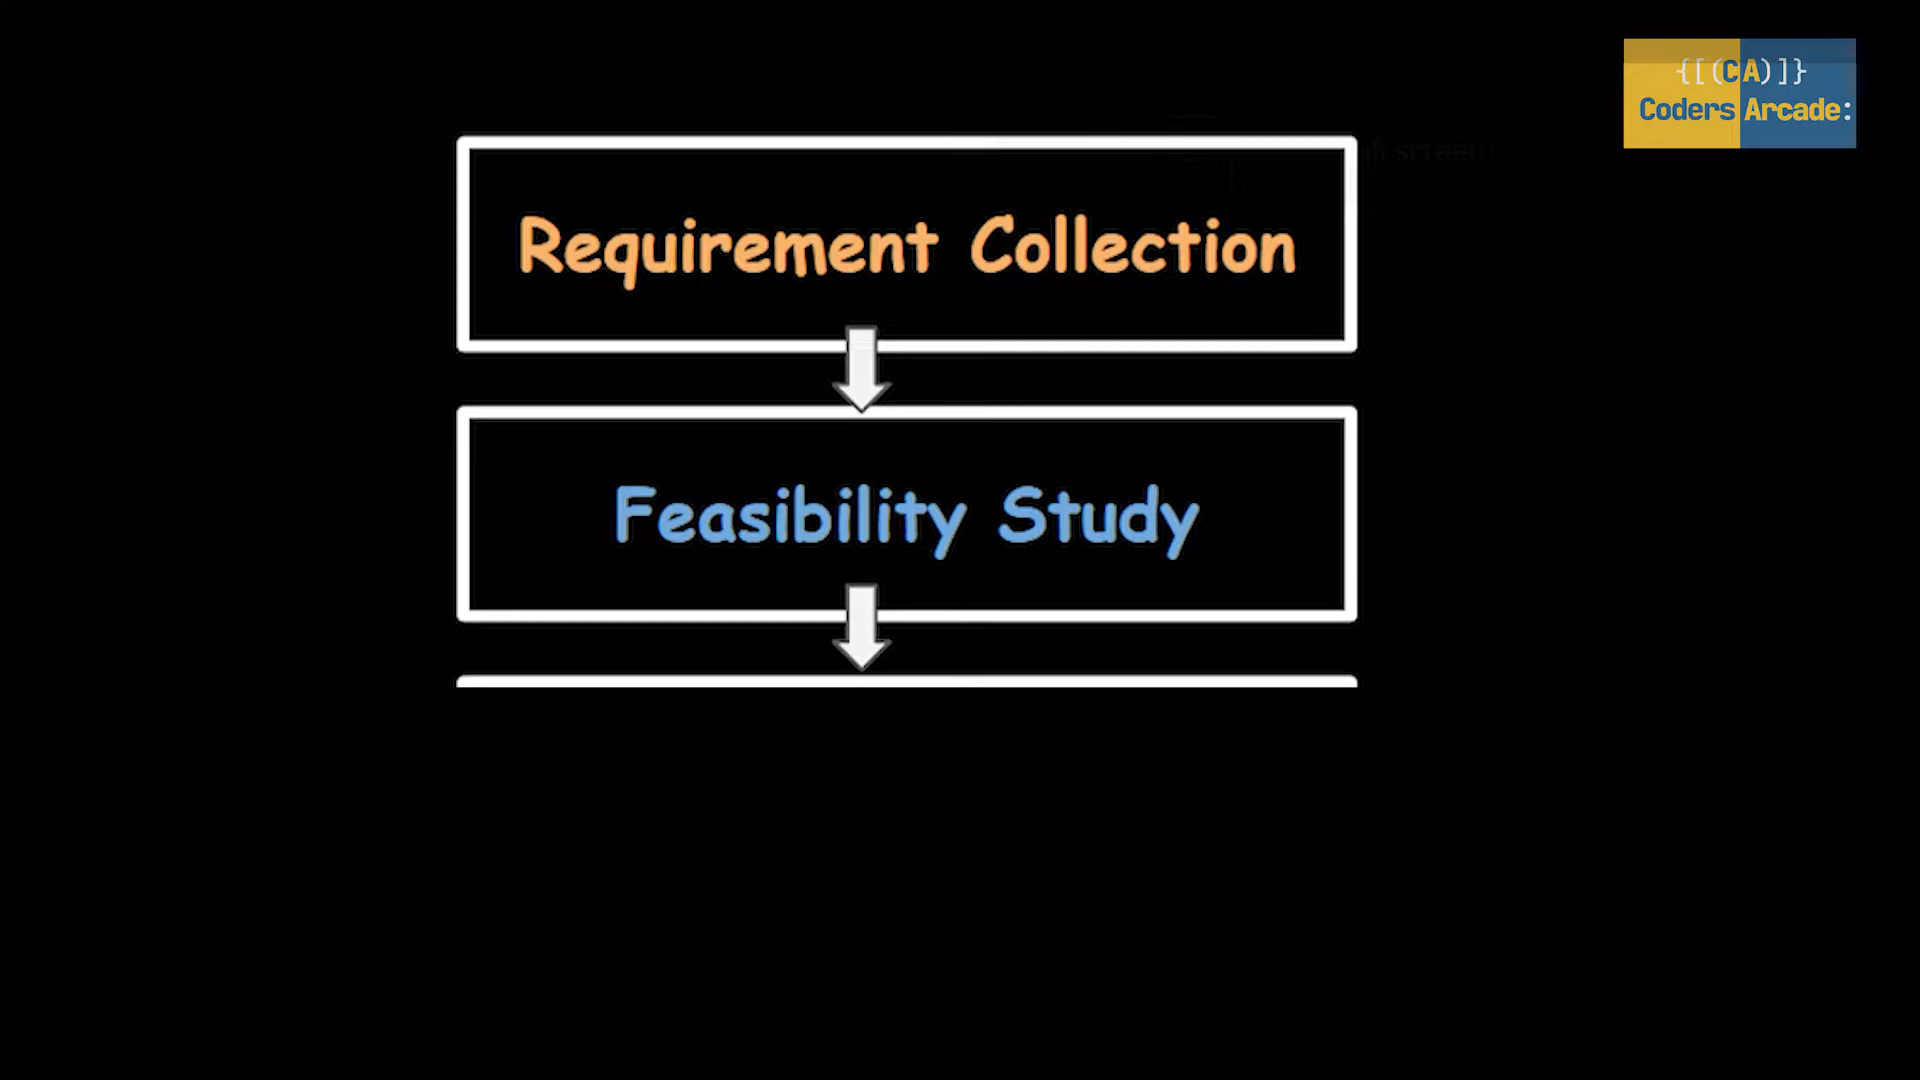 {[(CA)]}
Coders Arcade:
Requirement Collection
Feasibility Study